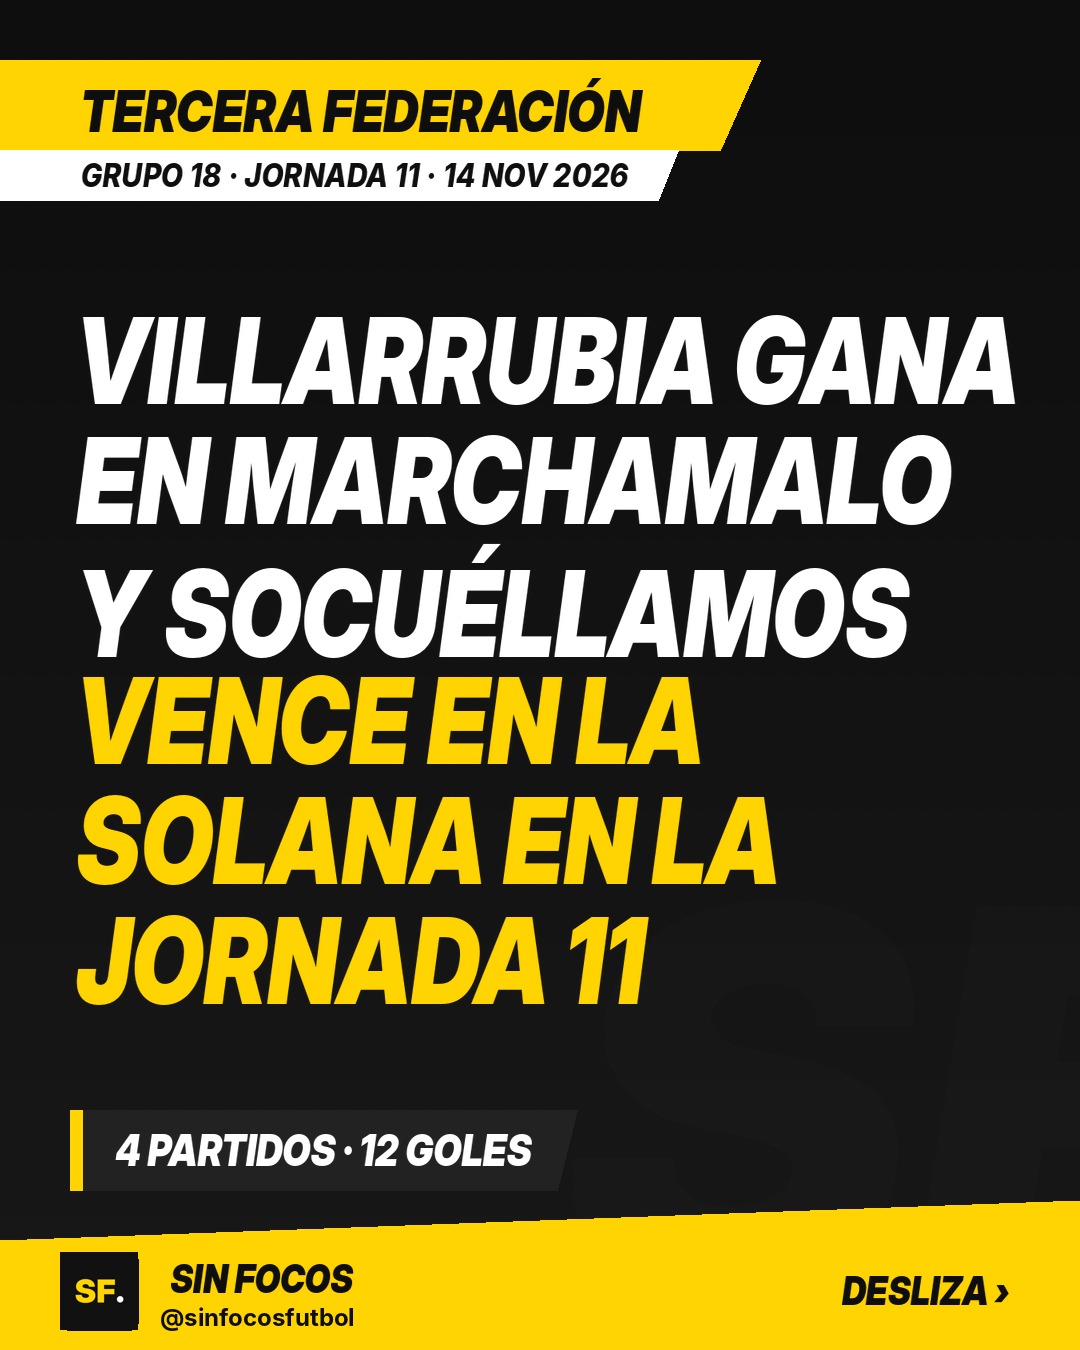 TERCERA FEDERACIÓN
GRUPO 18 · JORNADA 11 · 14 NOV 2026
VILLARRUBIA GANA
EN MARCHAMALO
Y SOCUÉLLAMOS
VENCE EN LA
SOLANA EN LA
JORNADA 11
4 PARTIDOS · 12 GOLES
SF.
SIN FOCOS
@sinfocosfutbol
DESLIZA ›